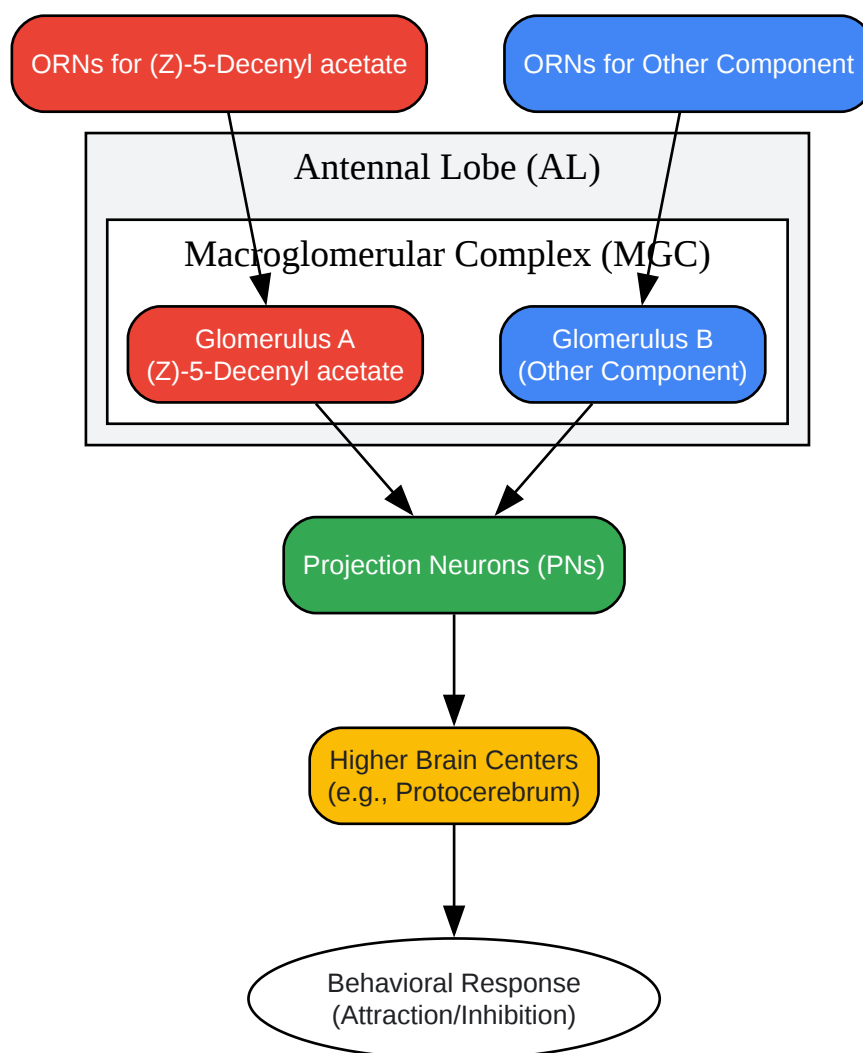 ORNs for (Z)-5-Decenyl acetate
ORNs for Other Component
Antennal Lobe (AL)
Macroglomerular Complex (MGC)
Glomerulus A
(Z)-5-Decenyl acetate
Glomerulus B
(Other Component)
Projection Neurons (PNs)
Higher Brain Centers
(e.g., Protocerebrum)
Behavioral Response
(Attraction/Inhibition)